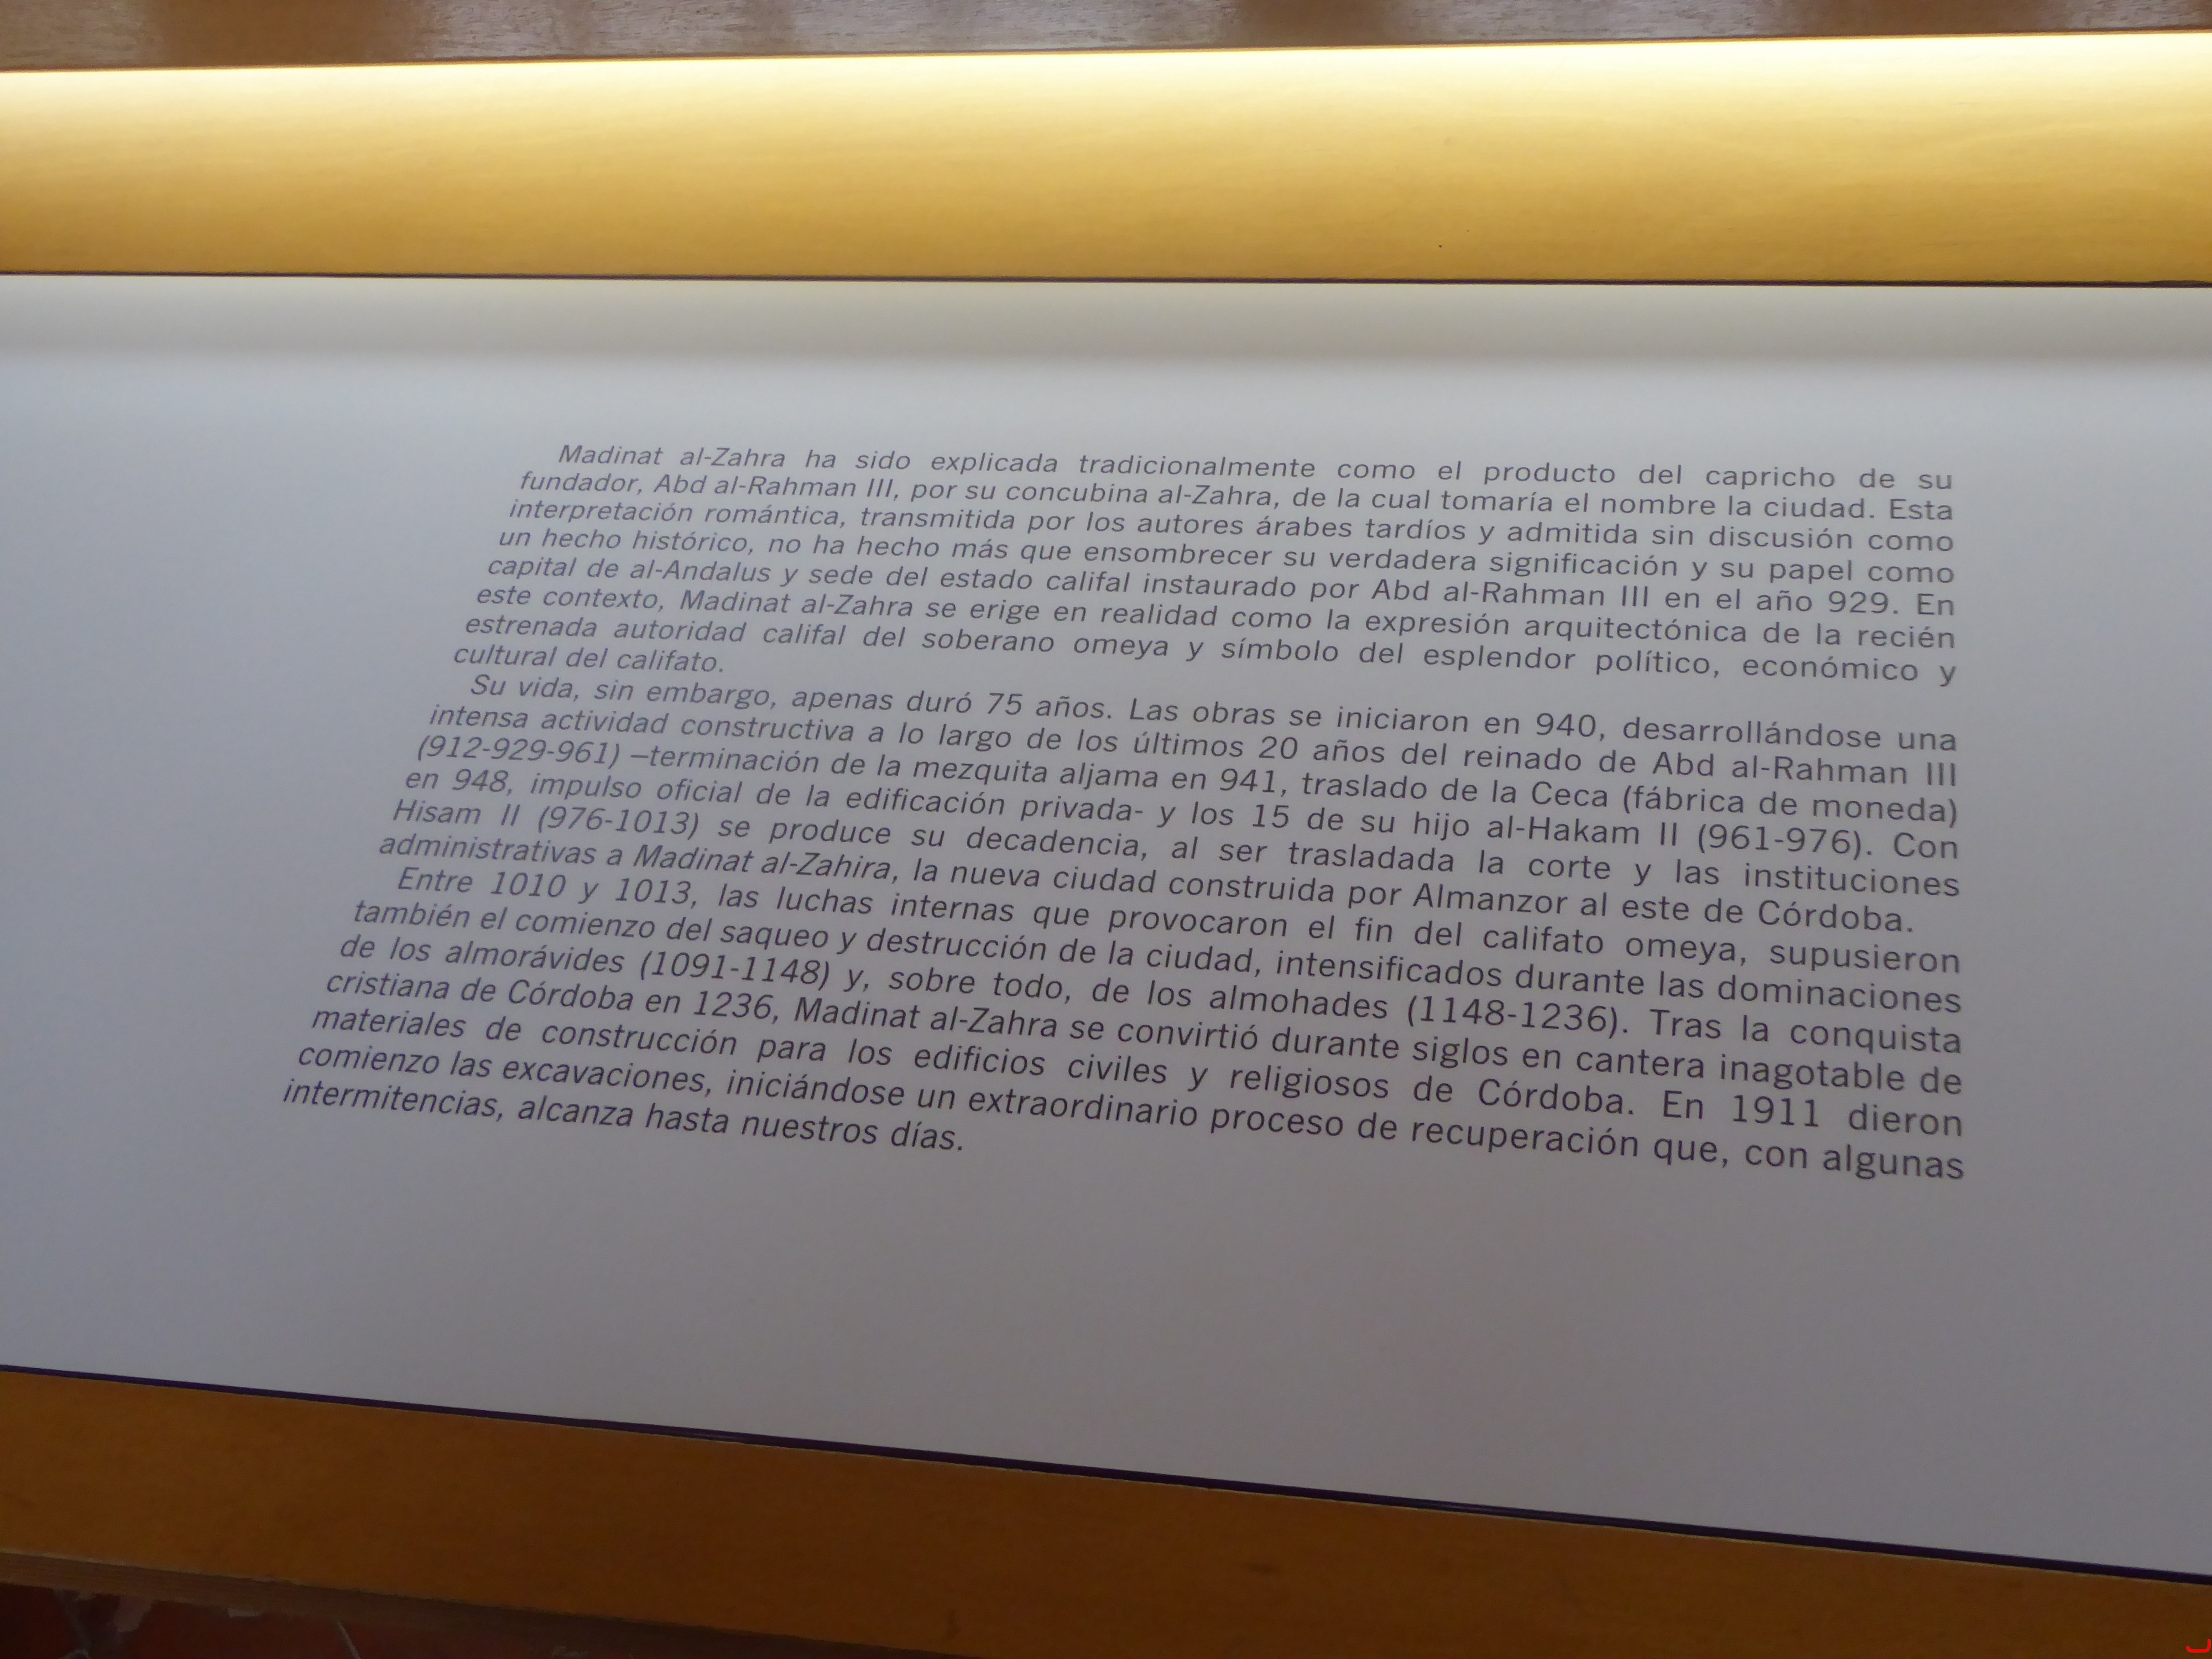 Madinat al-Zahra ha sido explicada tradicionalmente como el producto del capricho de su
fundador, Abd al-Rahman III, por su concubina al-Zahra, de la cual tomaría el nombre la ciudad. Esta
interpretación romántica, transmitida por los autores árabes tardíos y admitida sin discusión como
un hecho histórico, no ha hecho más que ensombrecer su verdadera significación y su papel como
capital de al-Andalus y sede del estado califal instaurado por Abd al-Rahman III en el año 929. En
este contexto, Madinat al-Zahra se erige en realidad como la expresión arquitectónica de la recién
estrenada autoridad califal del soberano omeya y símbolo del esplendor político, económico y
cultural del califato.
Su vida, sin embargo, apenas duró 75 años. Las obras se iniciaron en 940, desarrollándose una
intensa actividad constructiva a lo largo de los últimos 20 años del reinado de Abd al-Rahman III
(912-929-961) –terminación de la mezquita aljama en 941, traslado de la Ceca (fábrica de moneda)
en 948, impulso oficial de la edificación privada- y los 15 de su hijo al-Hakam II (961-976). Con
Hisam II (976-1013) se produce su decadencia, al ser trasladada la corte y las instituciones
administrativas a Madinat al-Zahira, la nueva ciudad construida por Almanzor al este de Córdoba.
Entre 1010 y 1013, las luchas internas que provocaron el fin del califato omeya, supusieron
también el comienzo del saqueo y destrucción de la ciudad, intensificados durante las dominaciones
de los almorávides (1091-1148) y, sobre todo, de los almohades (1148-1236). Tras la conquista
cristiana de Córdoba en 1236, Madinat al-Zahra se convirtió durante siglos en cantera inagotable de
materiales de construcción para los edificios civiles y religiosos de Córdoba. En 1911 dieron
comienzo las excavaciones, iniciándose un extraordinario proceso de recuperación que, con algunas
intermitencias, alcanza hasta nuestros días.